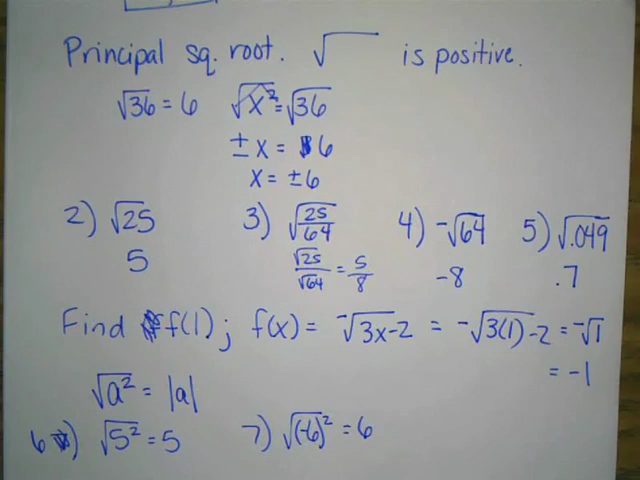 Principal sq. root. √‾ is positive.
√36 = 6 √x² = √36
± x = 6
x = ±6
2) √25 3) √(25/64) 4) -√64 5) √.049
5 √25/√64 = 5/8 -8 .7
Find f(1); f(x) = -√(3x-2) = -√(3(1)-2) = -√1
= -1
√a² = |a|
6) √5² = 5 7) √(-6)² = 6